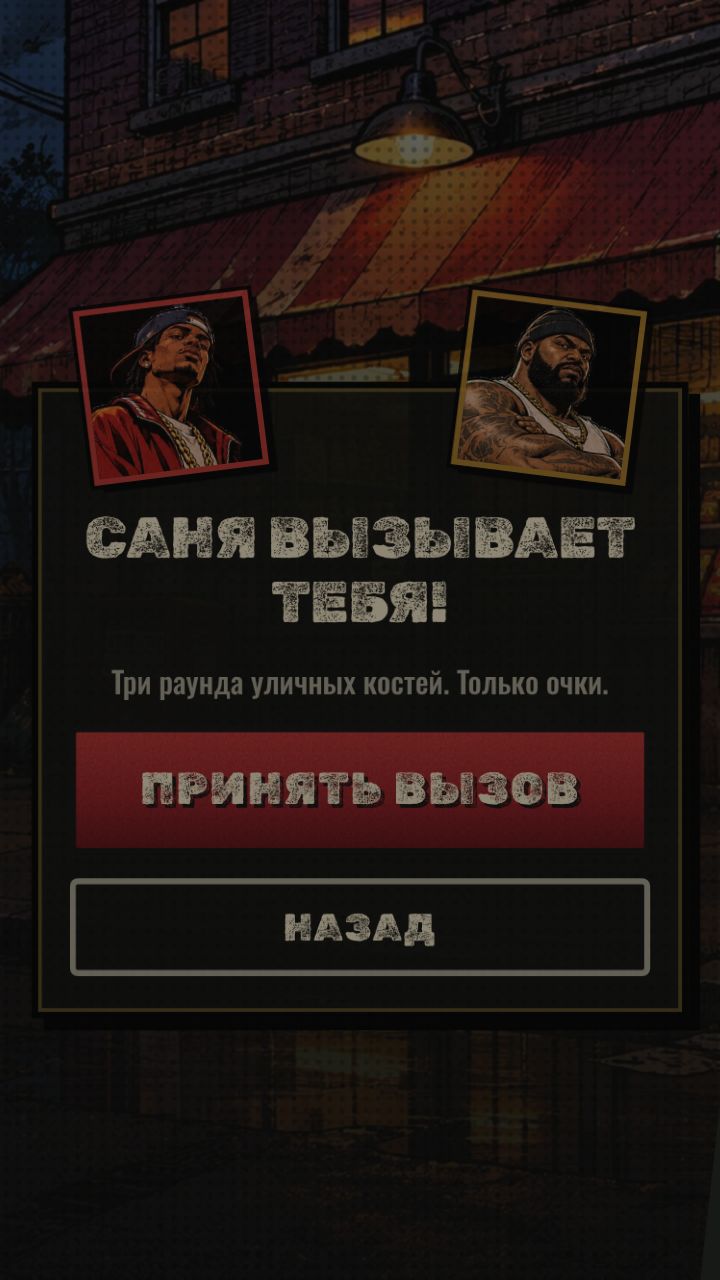 САНЯ ВЫЗЫВАЕТ
ТЕБЯ!
Три раунда уличных костей. Только очки.
ПРИНЯТЬ ВЫЗОВ
НАЗАД